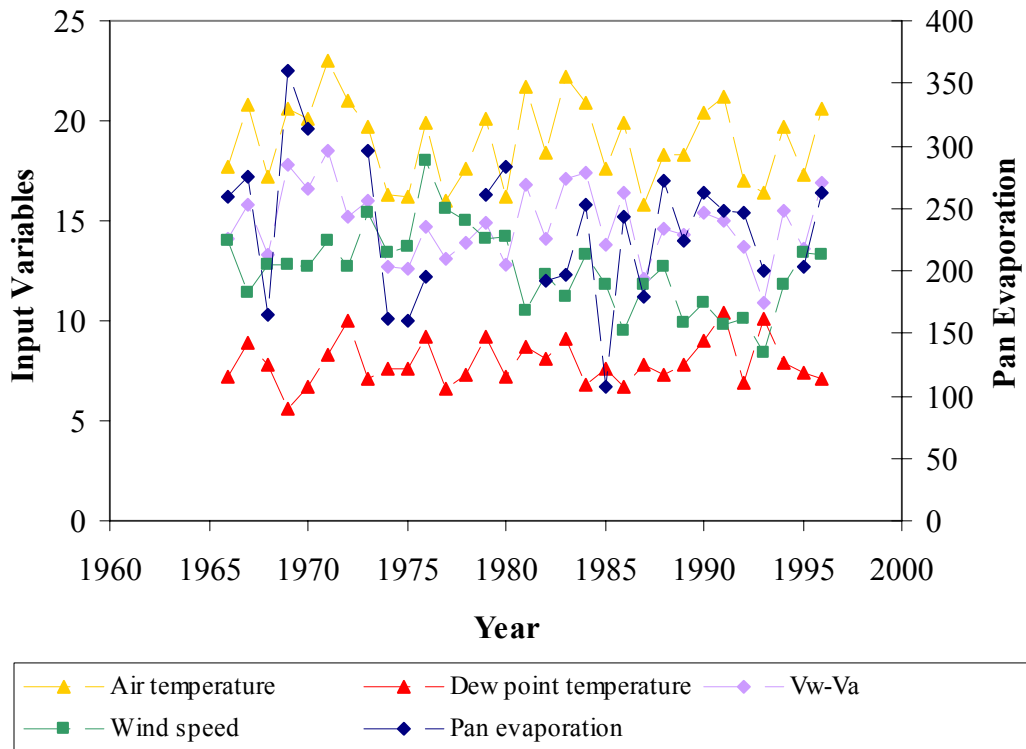 25
20
15
10
5
0
Input Variables
400
350
300
250
200
150
100
50
0
Pan Evaporation
1960 1965 1970 1975 1980 1985 1990 1995 2000
Year
Air temperature Dew point temperature Vw-Va
Wind speed Pan evaporation